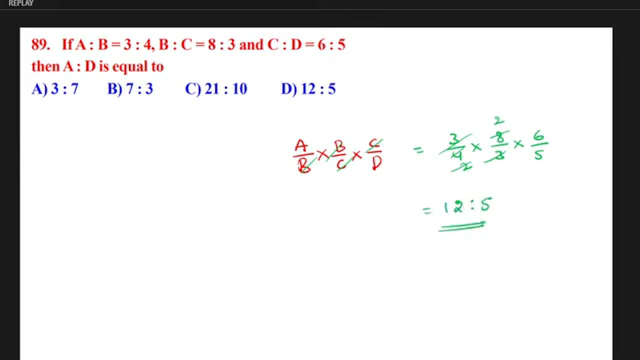 REPLAY
89. If A : B = 3 : 4, B : C = 8 : 3 and C : D = 6 : 5
then A : D is equal to
A) 3 : 7 B) 7 : 3 C) 21 : 10 D) 12 : 5
A/B × B/C × C/D = 3/4 × 8/3 × 6/5
2
= 12 : 5